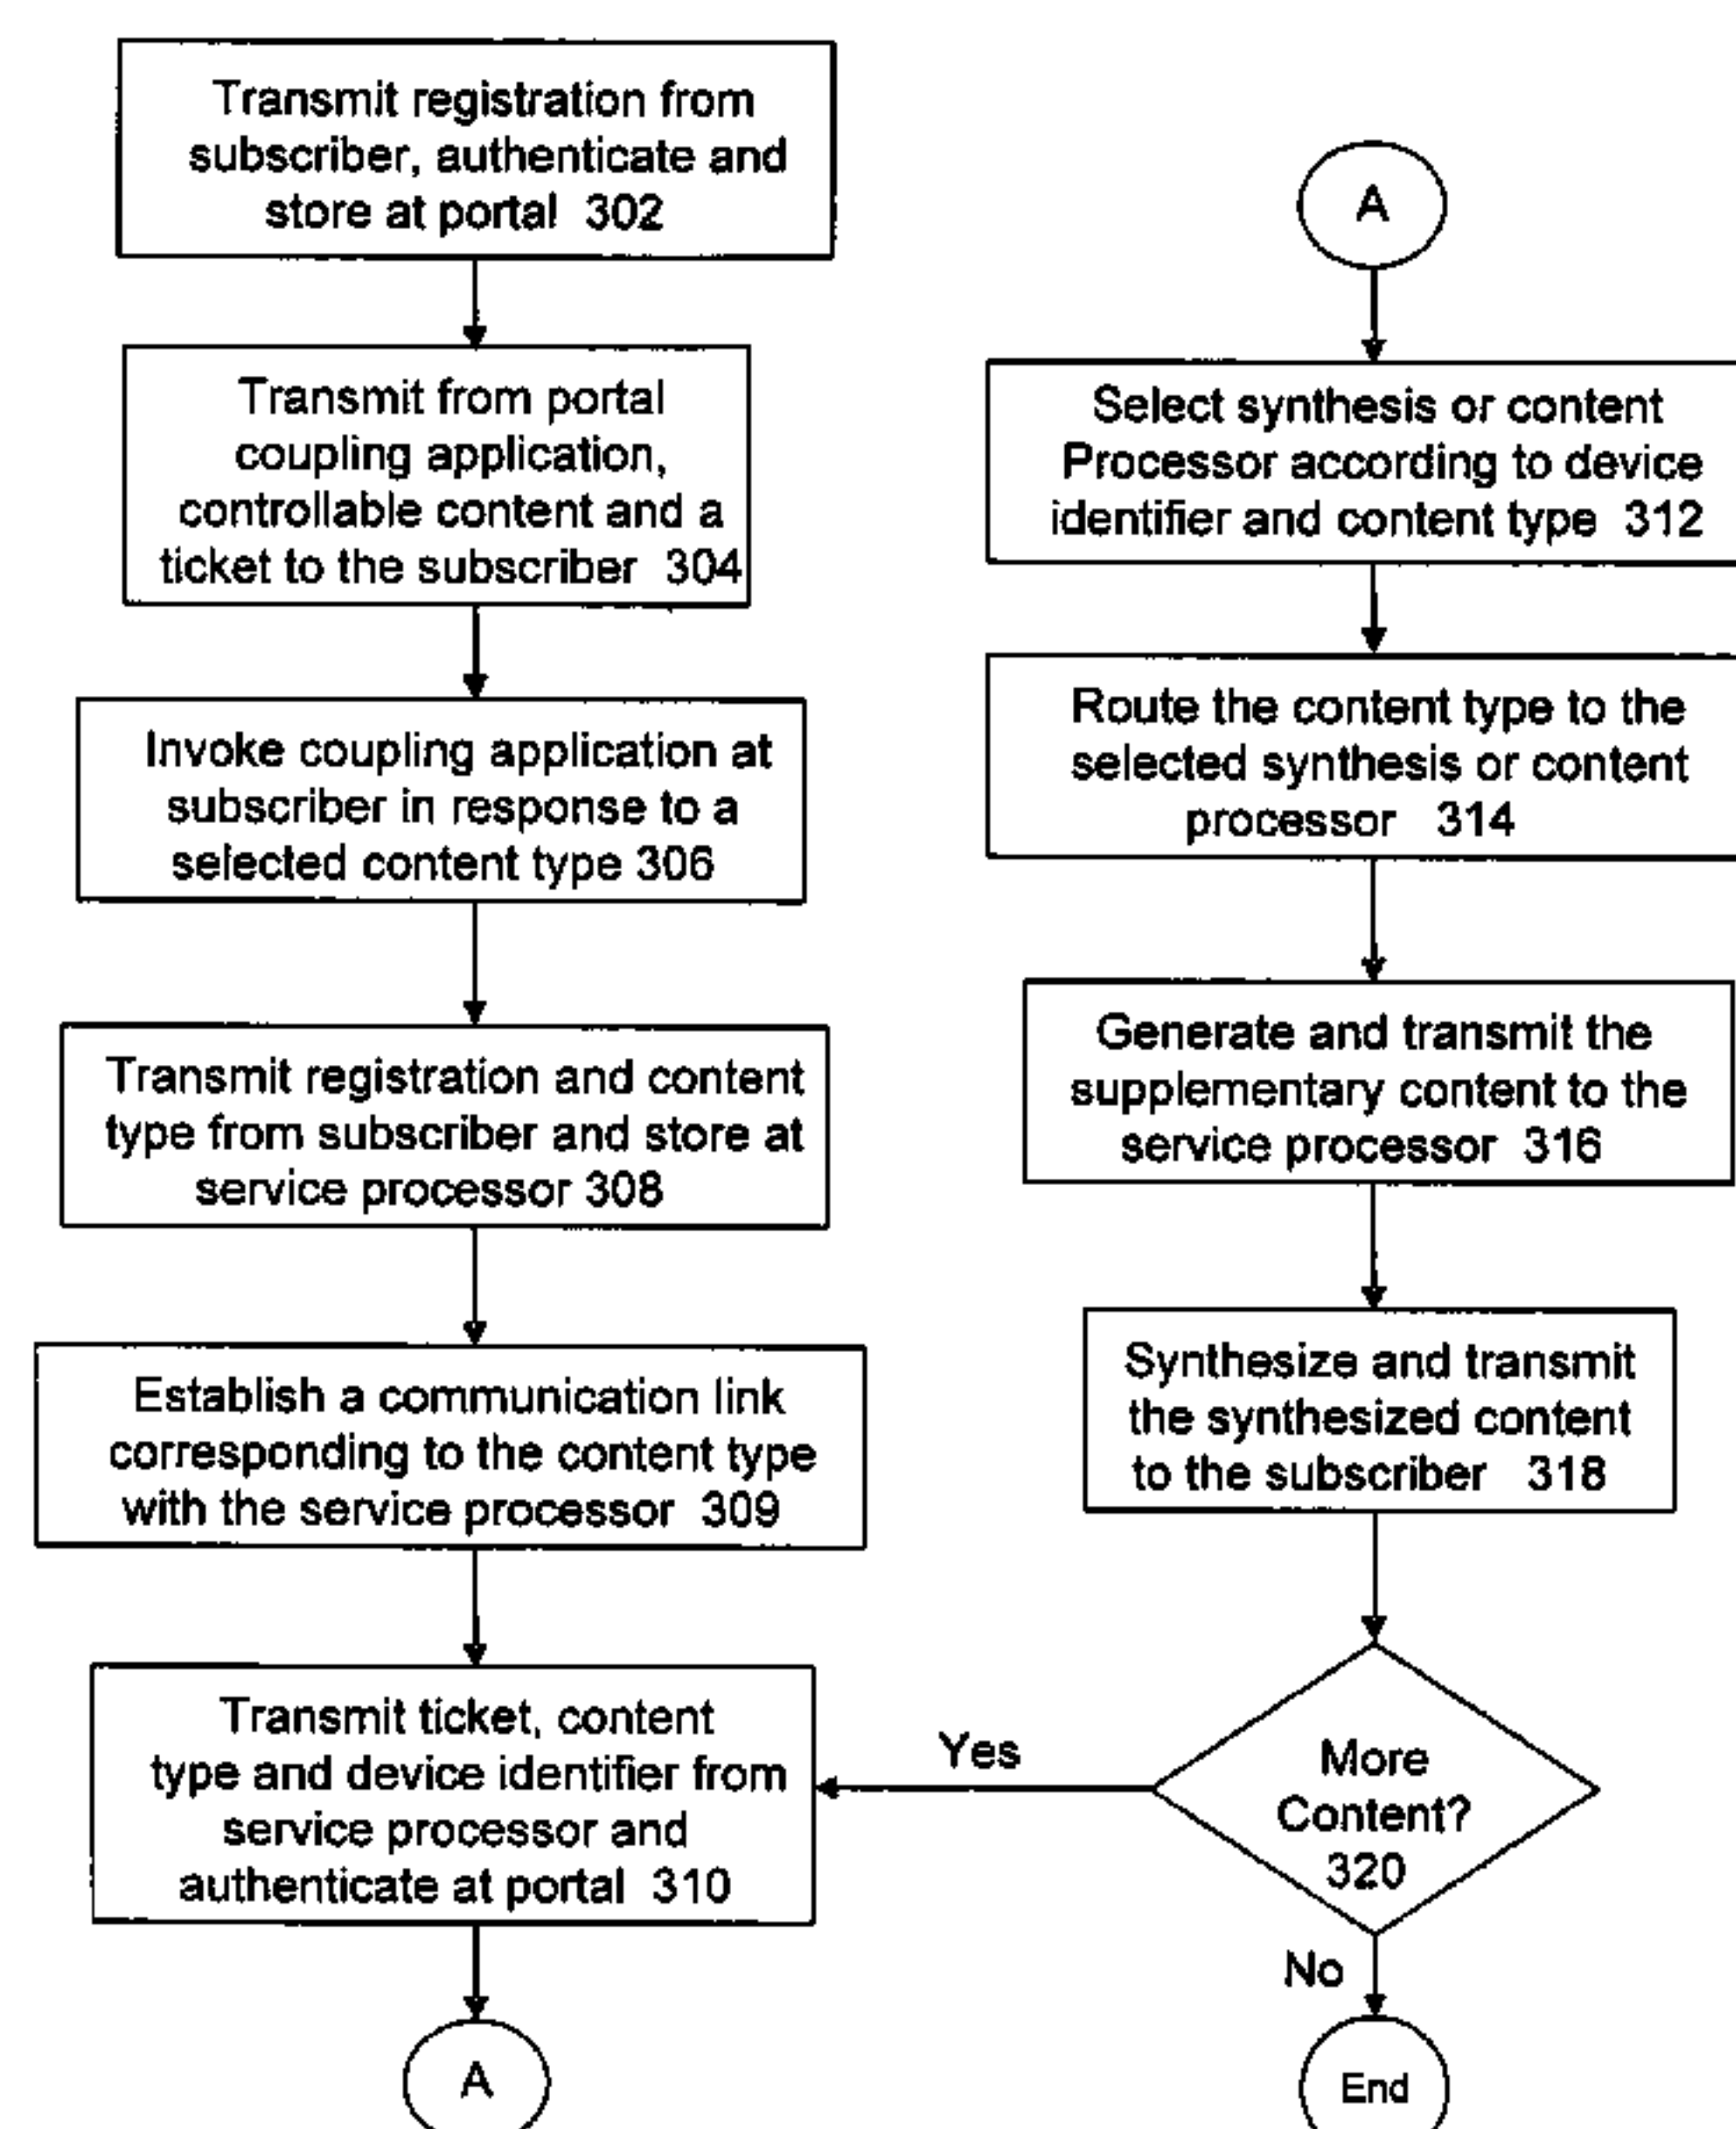 Transmit registration from
subscriber, authenticate and
store at portal 302
Transmit from portal
coupling application,
controllable content and a
ticket to the subscriber 304
Invoke coupling application at
subscriber in response to a
selected content type 306
Transmit registration and content
type from subscriber and store at
service processor 308
Establish a communication link
corresponding to the content type
with the service processor 309
Transmit ticket, content
type and device identifier from
service processor and
authenticate at portal 310
A
A
Select synthesis or content
Processor according to device
identifier and content type 312
Route the content type to the
selected synthesis or content
processor 314
Generate and transmit the
supplementary content to the
service processor 316
Synthesize and transmit
the synthesized content
to the subscriber 318
More
Content?
320
Yes
No
End